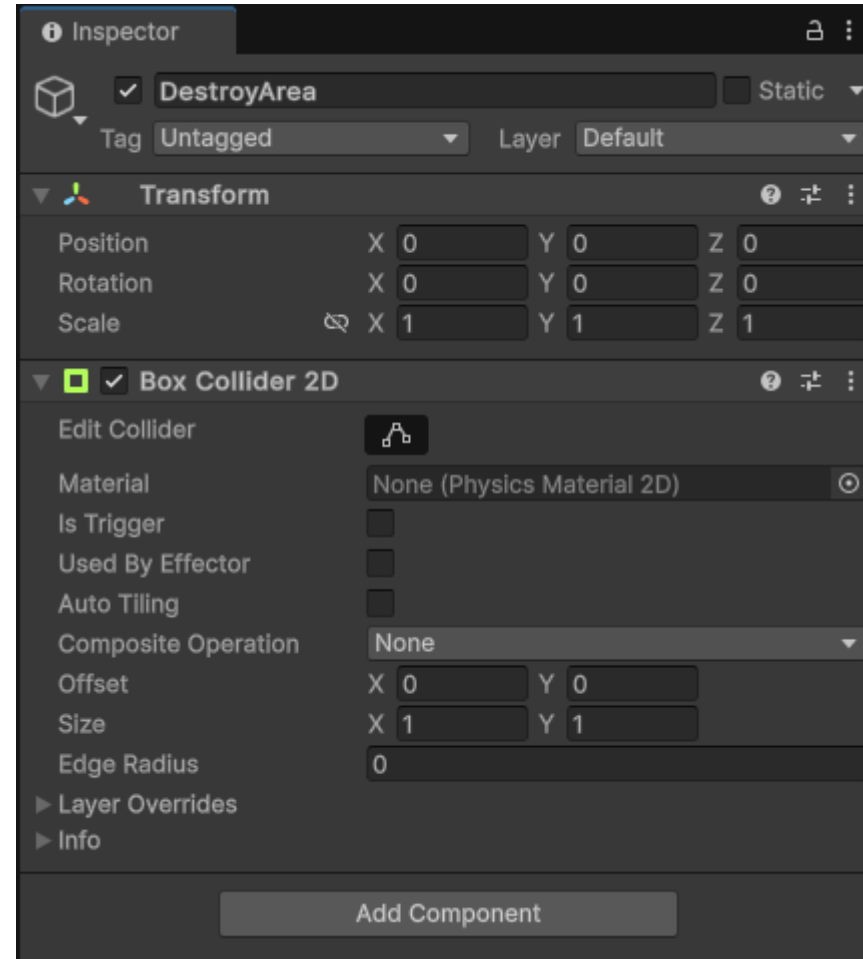 Inspector
DestroyArea Static
Tag Untagged Layer Default
Transform
Position X 0 Y 0 Z 0
Rotation X 0 Y 0 Z 0
Scale X 1 Y 1 Z 1
Box Collider 2D
Edit Collider
Material None (Physics Material 2D)
Is Trigger
Used By Effector
Auto Tiling
Composite Operation None
Offset X 0 Y 0
Size X 1 Y 1
Edge Radius 0
Layer Overrides
Info
Add Component